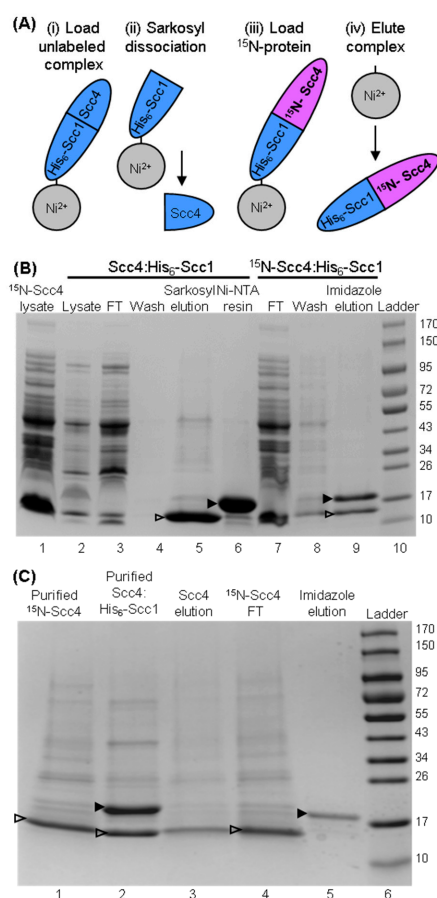 (A)
(i) Load unlabeled complex
(ii) Sarkosyl dissociation
(iii) Load ¹⁵N-protein
(iv) Elute complex
His₆-Scc1 Scc4
Ni²⁺
His₆-Scc1
Ni²⁺
Scc4
His₆-Scc1 ¹⁵N- Scc4
Ni²⁺
Ni²⁺
His₆-Scc1 ¹⁵N- Scc4
(B)
Scc4:His₆-Scc1
¹⁵N-Scc4:His₆-Scc1
¹⁵N-Scc4 lysate
Lysate
FT
Wash
Sarkosyl elution
Ni-NTA resin
FT
Wash
Imidazole elution
Ladder
170
150
95
72
55
43
34
26
17
10
1 2 3 4 5 6 7 8 9 10
(C)
Purified ¹⁵N-Scc4
Purified Scc4: His₆-Scc1
Scc4 elution
¹⁵N-Scc4 FT
Imidazole elution
Ladder
170
150
95
72
55
43
34
26
17
10
1 2 3 4 5 6